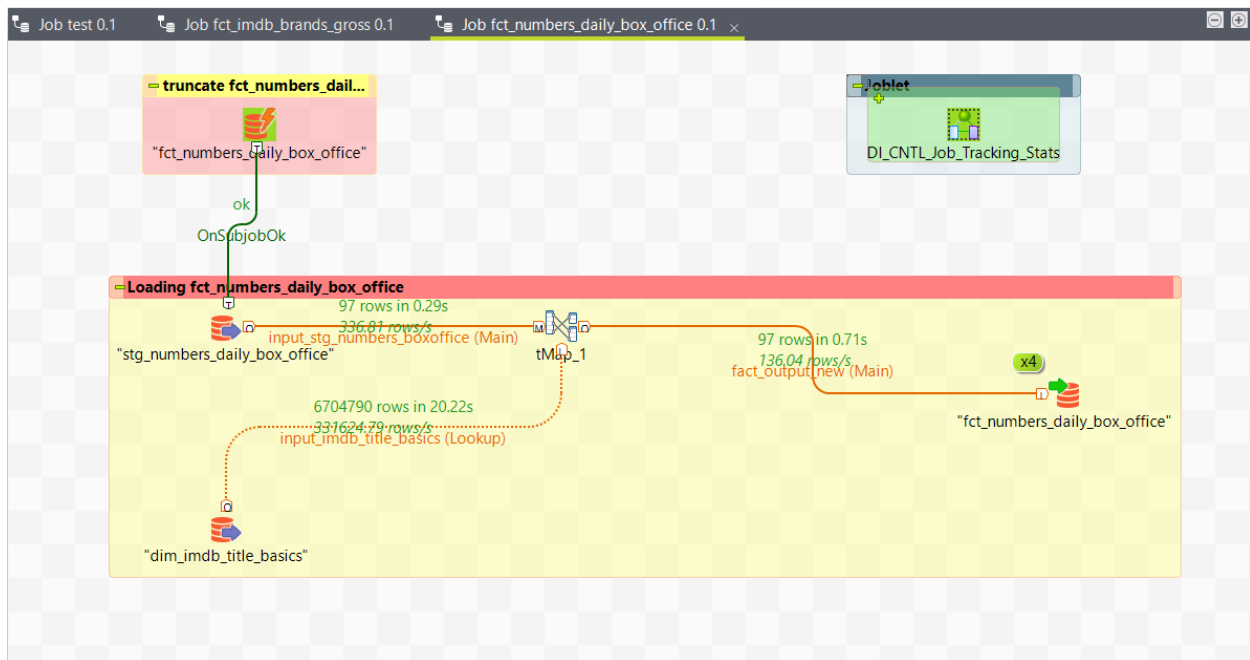 Job test 0.1
Job fct_imdb_brands_gross 0.1
Job fct_numbers_daily_box_office 0.1
truncate fct_numbers_dail...
"fct_numbers_daily_box_office"
T
Joblet
DI_CNTL_Job_Tracking_Stats
ok
OnSubjobOk
Loading fct_numbers_daily_box_office
T
97 rows in 0.29s
336.81 rows/s
input_stg_numbers_boxoffice (Main)
O
M
O
"stg_numbers_daily_box_office"
tMap_1
L
97 rows in 0.71s
136.04 rows/s
fact_output_new (Main)
x4
I
"fct_numbers_daily_box_office"
6704790 rows in 20.22s
331624.79 rows/s
input_imdb_title_basics (Lookup)
O
"dim_imdb_title_basics"